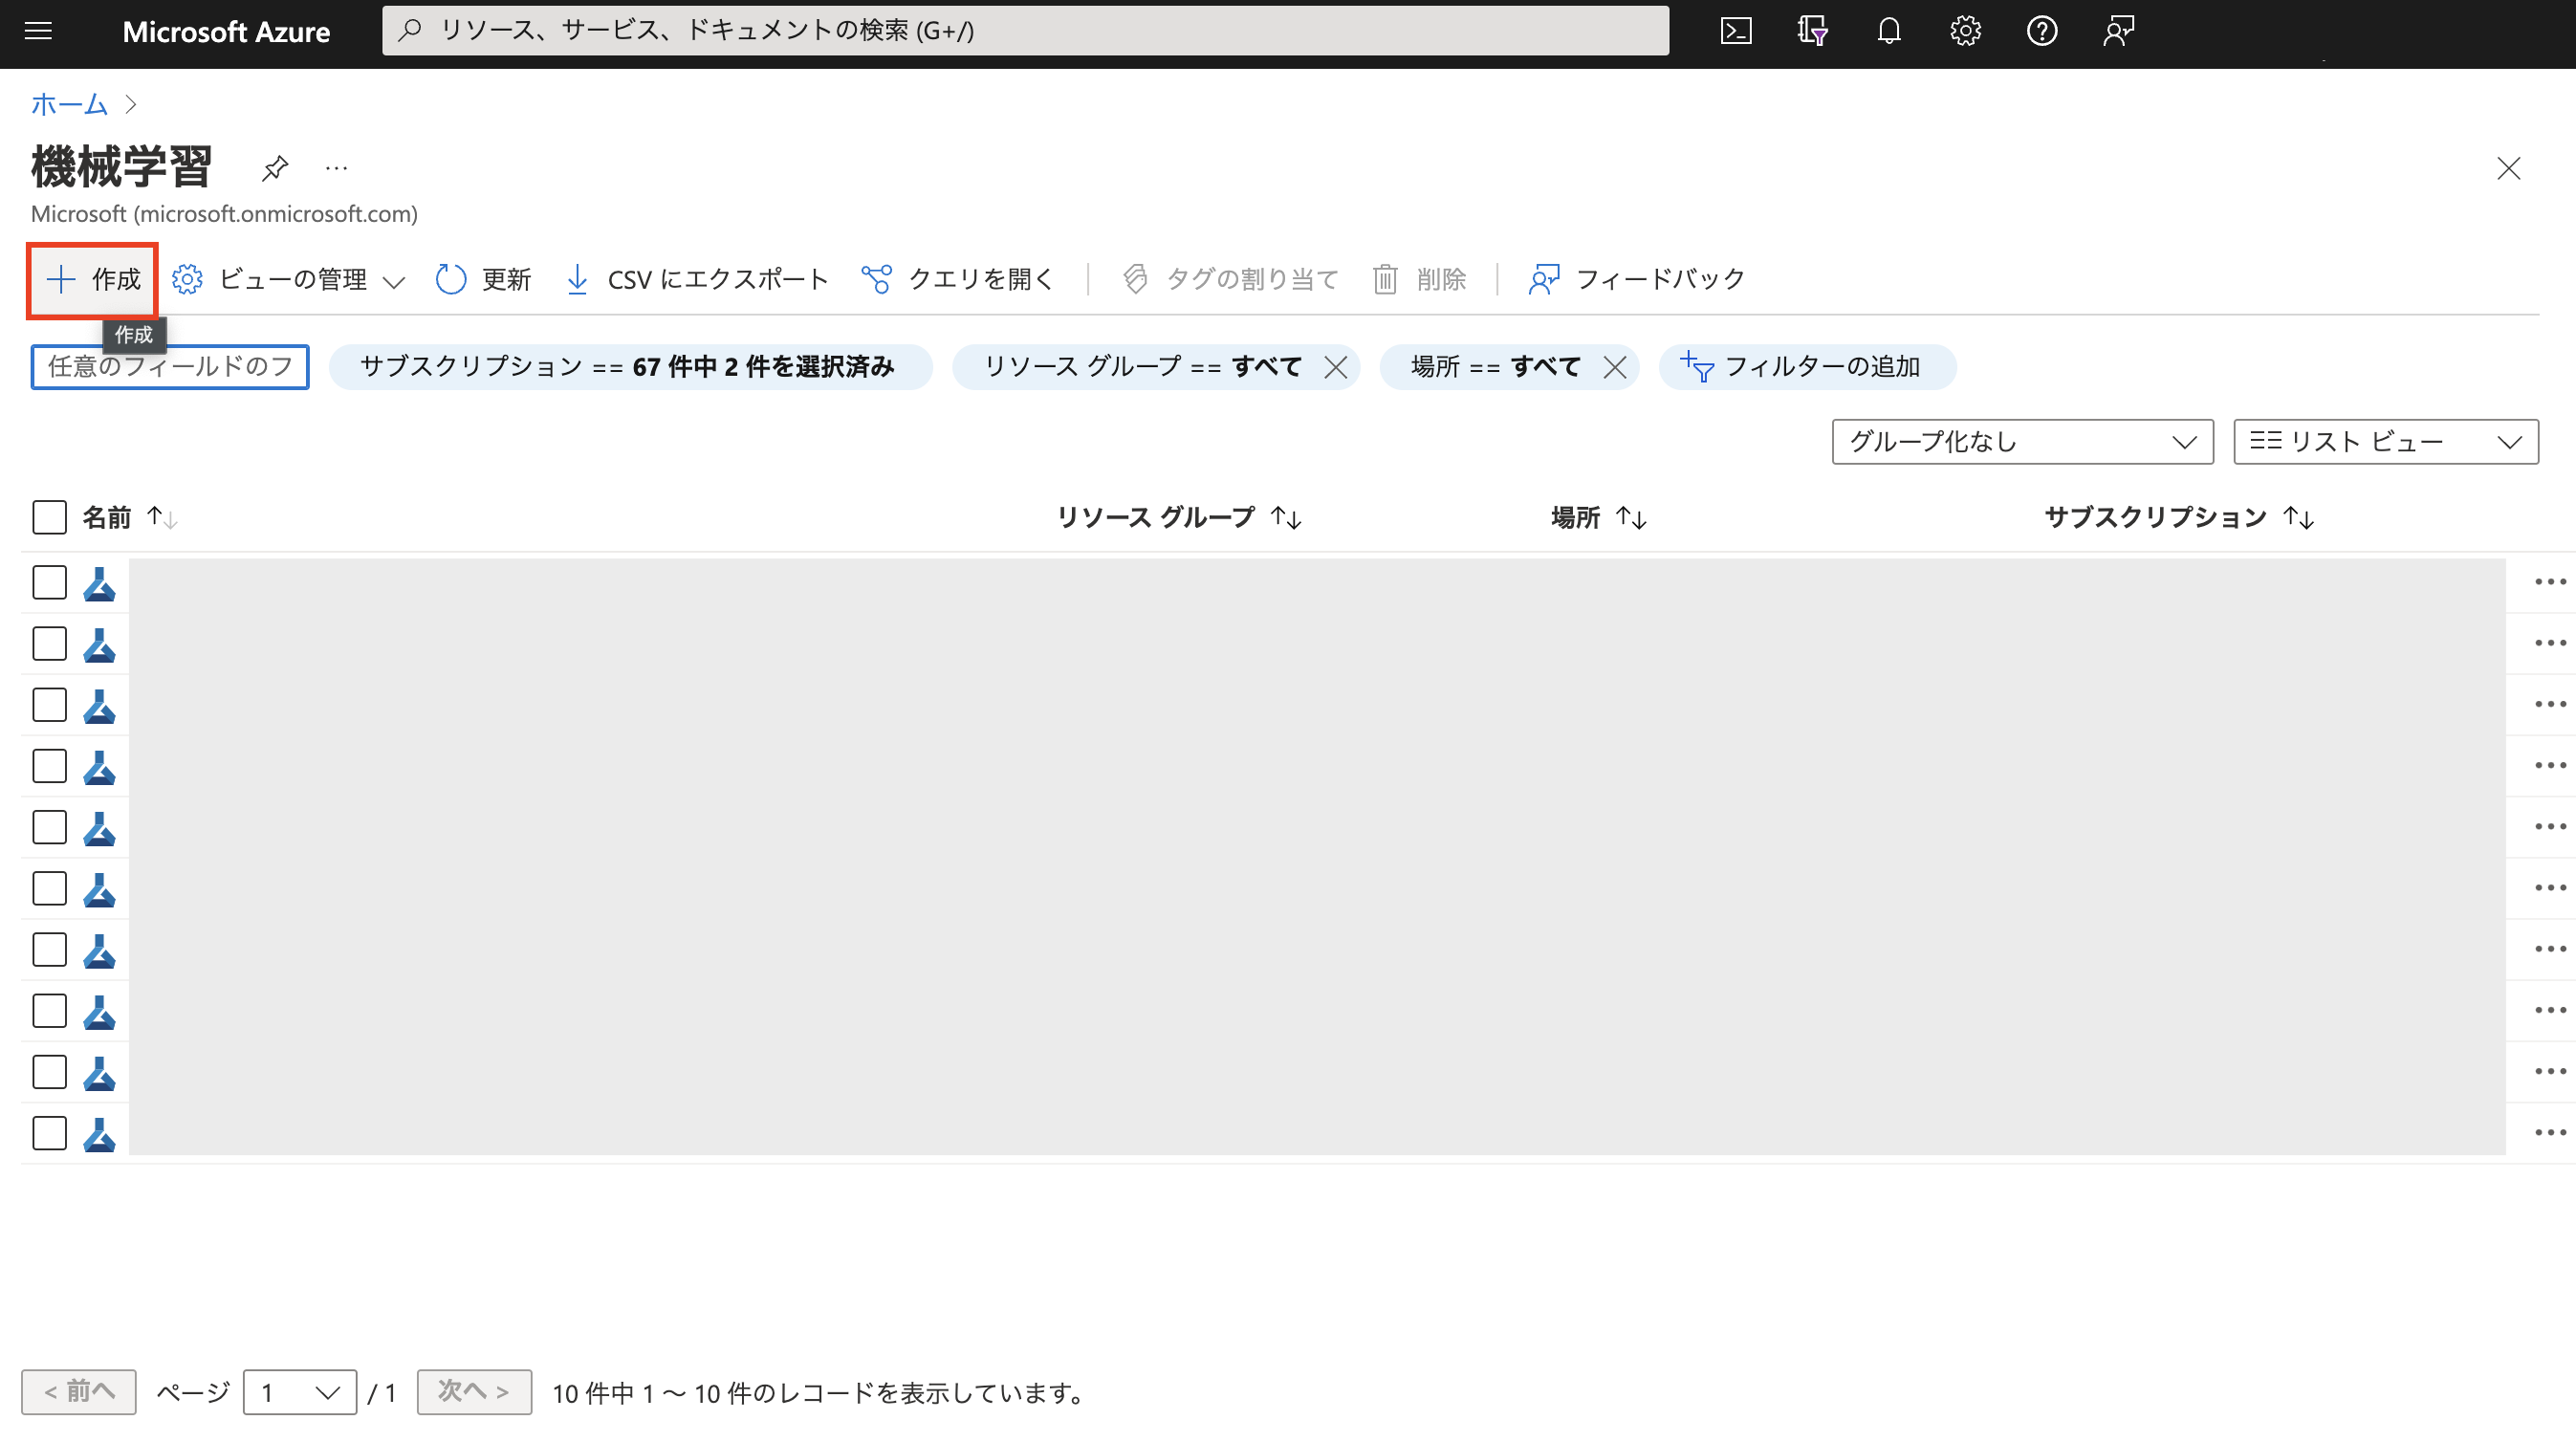 Microsoft Azure
リソース、サービス、ドキュメントの検索 (G+/)
ホーム
機械学習
Microsoft (microsoft.onmicrosoft.com)
作成 ビューの管理 更新 CSV にエクスポート クエリを開く タグの割り当て 削除 フィードバック
作成
任意のフィールドのフ サブスクリプション == 67 件中 2 件を選択済み リソース グループ == すべて 場所 == すべて フィルターの追加
グループ化なし リスト ビュー
名前 リソース グループ 場所 サブスクリプション
< 前へ ページ 1 / 1 次へ > 10 件中 1 ～ 10 件のレコードを表示しています。